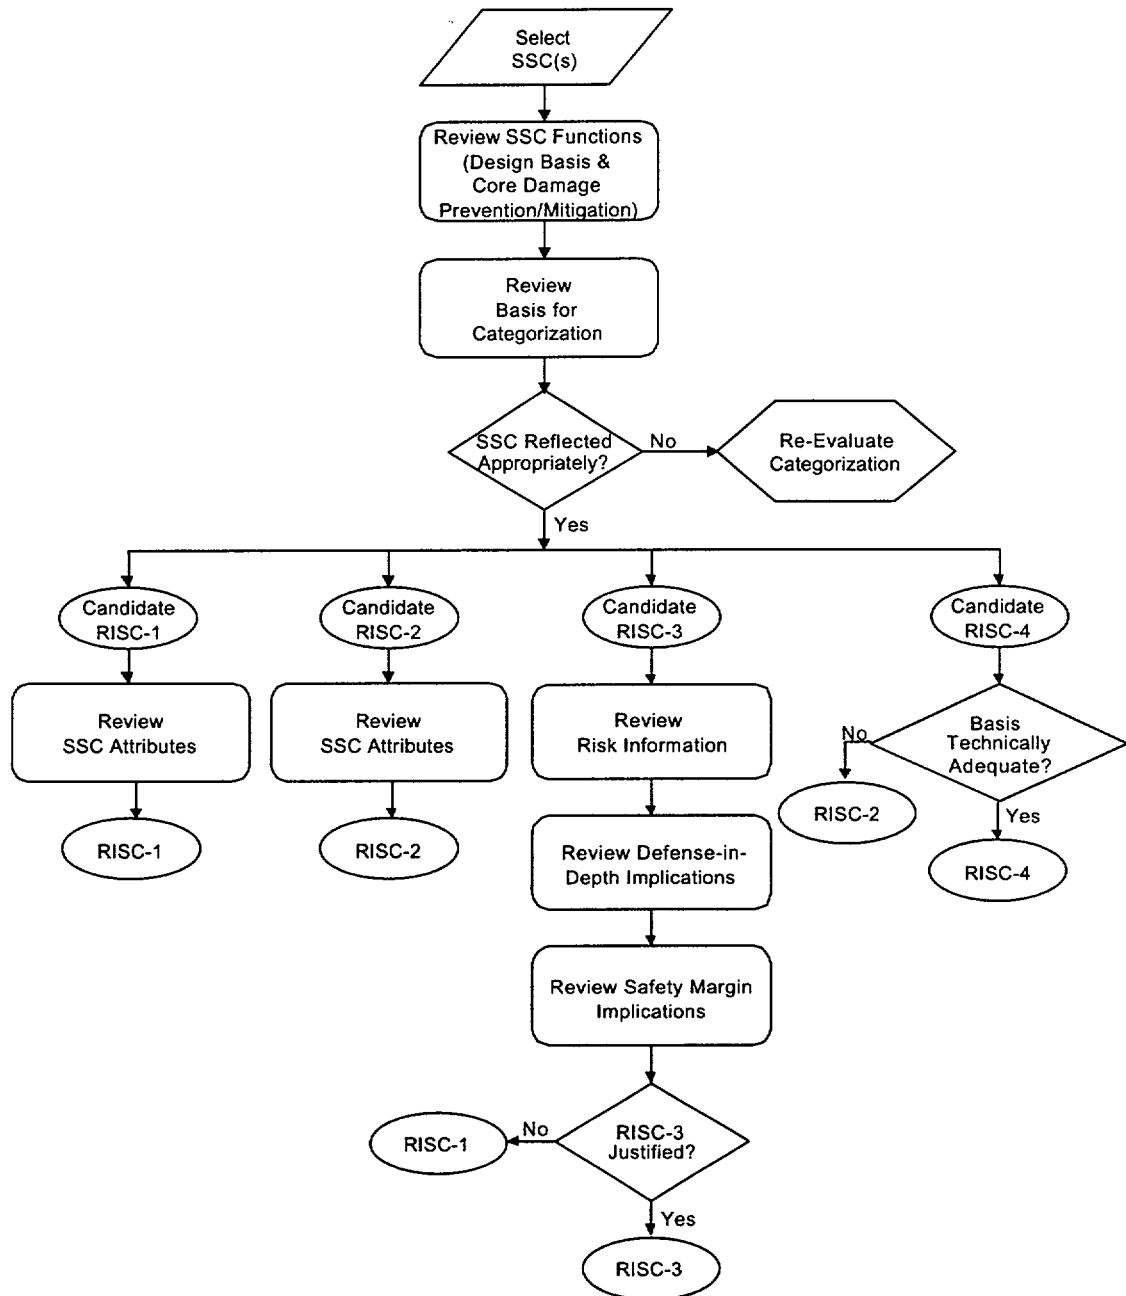 Select
SSC(s)
Review SSC Functions
(Design Basis &
Core Damage
Prevention/Mitigation)
Review
Basis for
Categorization
SSC Reflected
Appropriately?
No
Re-Evaluate
Categorization
Yes
Candidate
RISC-1
Candidate
RISC-2
Candidate
RISC-3
Candidate
RISC-4
Review
SSC Attributes
Review
SSC Attributes
Review
Risk Information
No
Basis
Technically
Adequate?
RISC-2
Yes
RISC-1
RISC-2
Review Defense-in-
Depth Implications
RISC-4
Review Safety Margin
Implications
RISC-1
No
RISC-3
Justified?
Yes
RISC-3